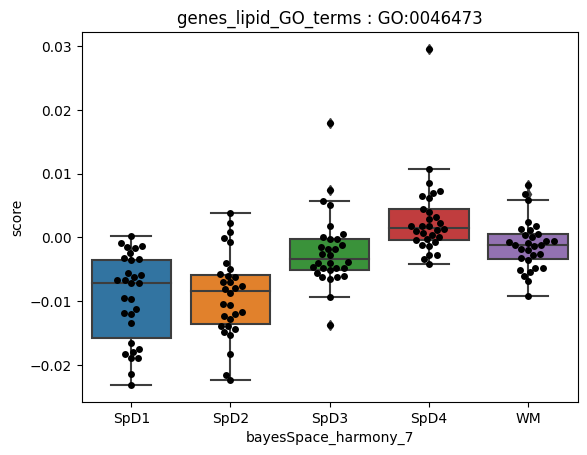 genes_lipid_GO_terms : GO:0046473
0.03
0.02
0.01
0.00
−0.01
−0.02
score
SpD1 SpD2 SpD3 SpD4 WM
bayesSpace_harmony_7